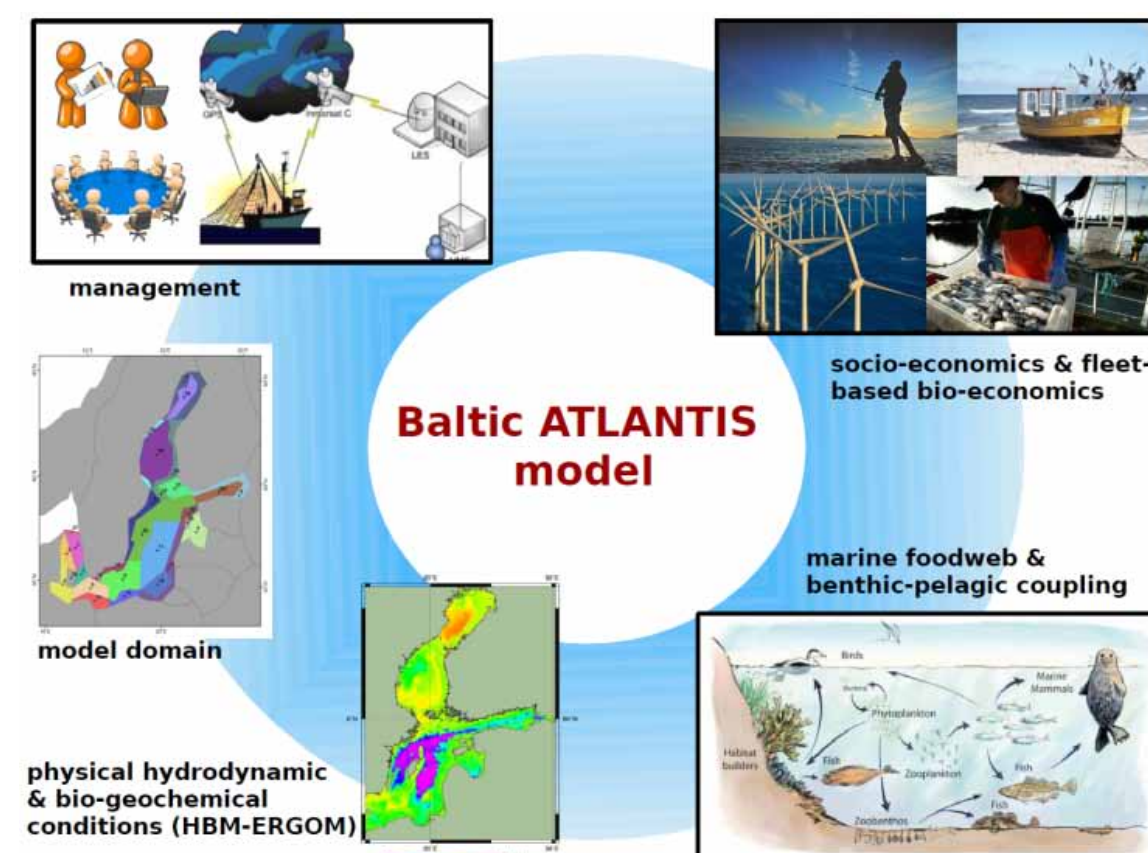 GPS
Inmarsat C
LES
management
socio-economics & fleet-
based bio-economics
Baltic ATLANTIS
model
model domain
marine foodweb &
benthic-pelagic coupling
physical hydrodynamic
& bio-geochemical
conditions (HBM-ERGOM)
Birds
Marine
Mammals
Phytoplankton
Habitat
builders
Fish
Zooplankton
Fish
Fish
Zoobenthos